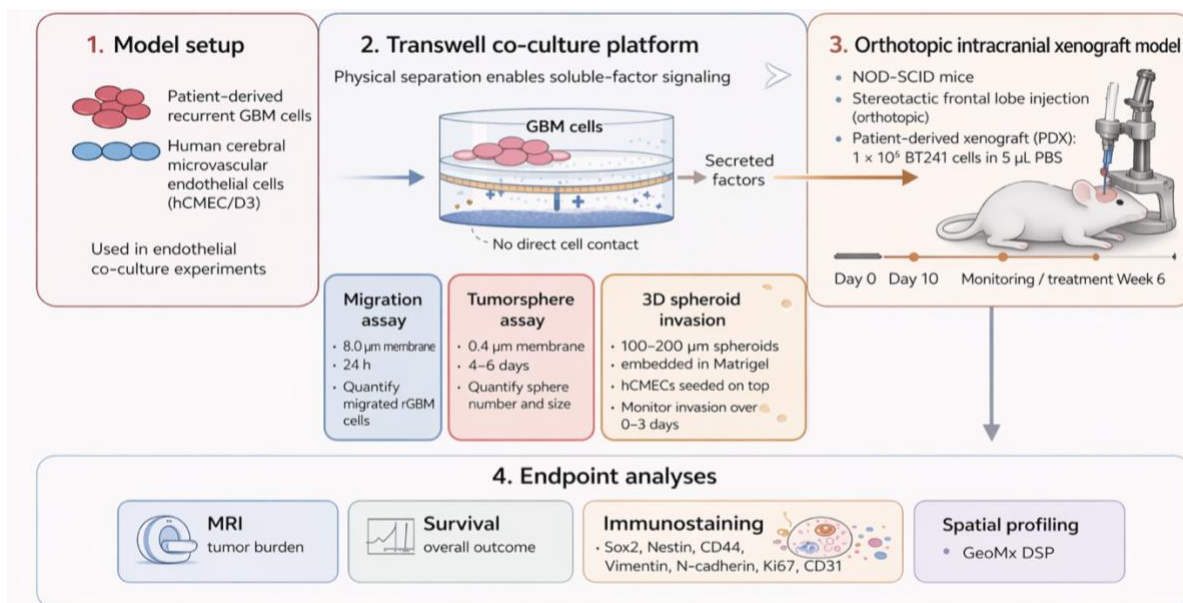 1. Model setup
Patient-derived
recurrent GBM cells
Human cerebral
microvascular
endothelial cells
(hCMEC/D3)
Used in endothelial
co-culture experiments
2. Transwell co-culture platform
Physical separation enables soluble-factor signaling
GBM cells
Secreted
factors
No direct cell contact
Migration
assay
• 8.0 µm membrane
• 24 h
• Quantify
migrated rGBM
cells
Tumorsphere
assay
• 0.4 µm membrane
• 4–6 days
• Quantify sphere
number and size
3D spheroid
invasion
• 100–200 µm spheroids
• embedded in Matrigel
• hCMECs seeded on top
• Monitor invasion over
0–3 days
3. Orthotopic intracranial xenograft model
• NOD-SCID mice
• Stereotactic frontal lobe injection
(orthotopic)
• Patient-derived xenograft (PDX):
1 × 10⁵ BT241 cells in 5 µL PBS
Day 0 Day 10 Monitoring / treatment Week 6
4. Endpoint analyses
MRI
tumor burden
Survival
overall outcome
Immunostaining
• Sox2, Nestin, CD44,
Vimentin, N-cadherin, Ki67, CD31
Spatial profiling
• GeoMx DSP